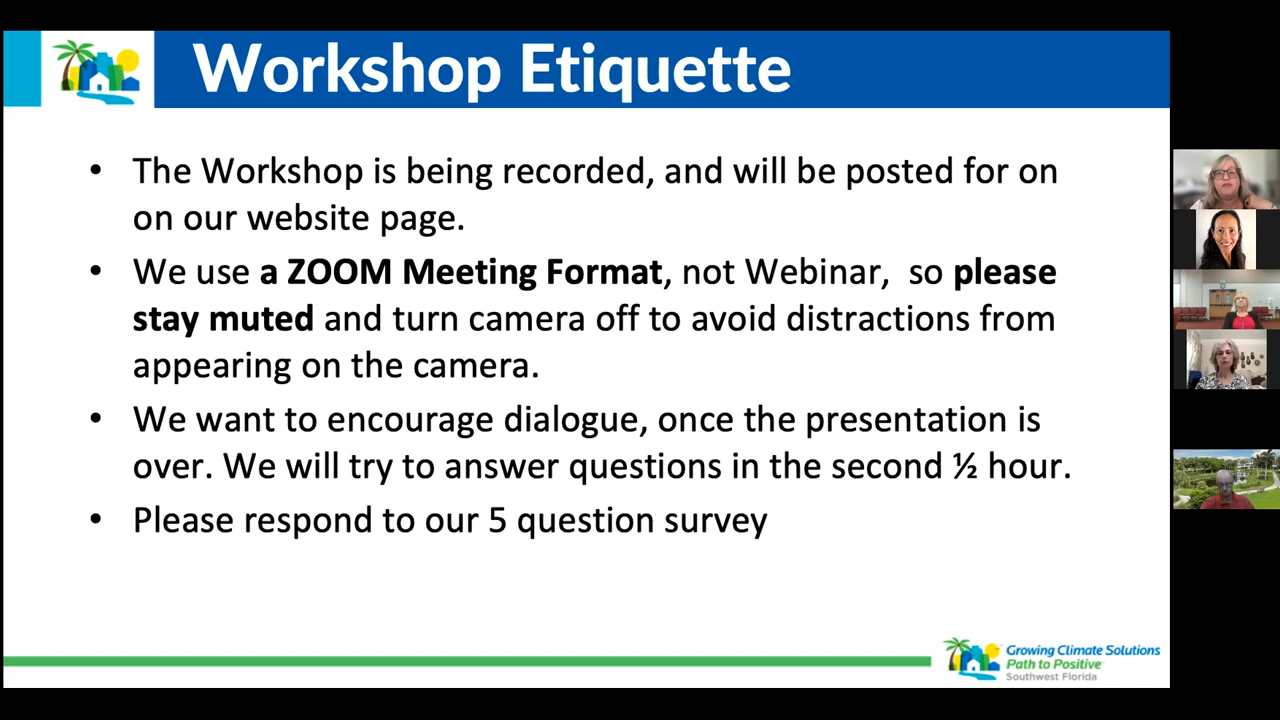 Workshop Etiquette
• The Workshop is being recorded, and will be posted for on
on our website page.
• We use a ZOOM Meeting Format, not Webinar, so please
stay muted and turn camera off to avoid distractions from
appearing on the camera.
• We want to encourage dialogue, once the presentation is
over. We will try to answer questions in the second ½ hour.
• Please respond to our 5 question survey
Growing Climate Solutions
Path to Positive
Southwest Florida